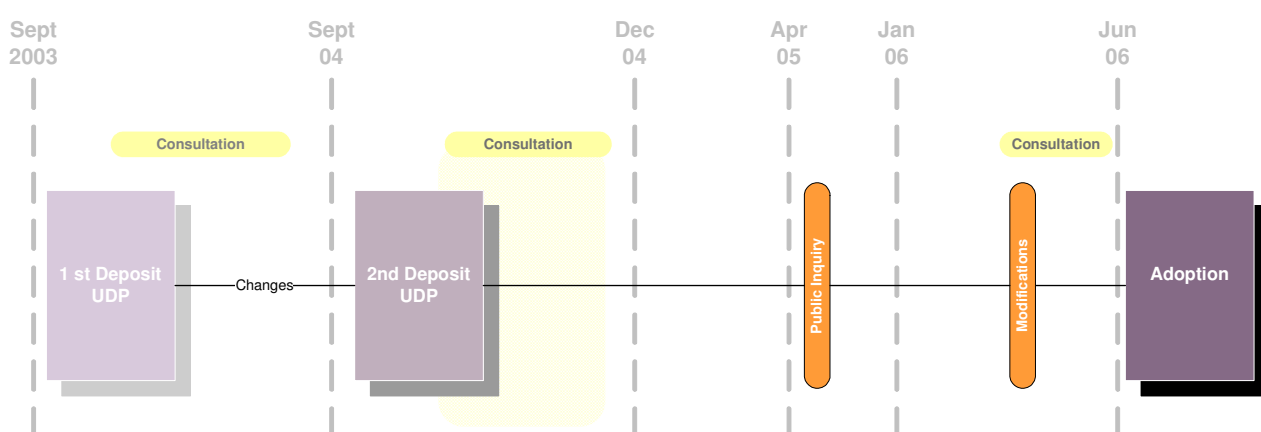 Sept
2003
Sept
04
Dec
04
Apr
05
Jan
06
Jun
06
Consultation
Consultation
Consultation
1 st Deposit
UDP
Changes
2nd Deposit
UDP
Public Inquiry
Modifications
Adoption